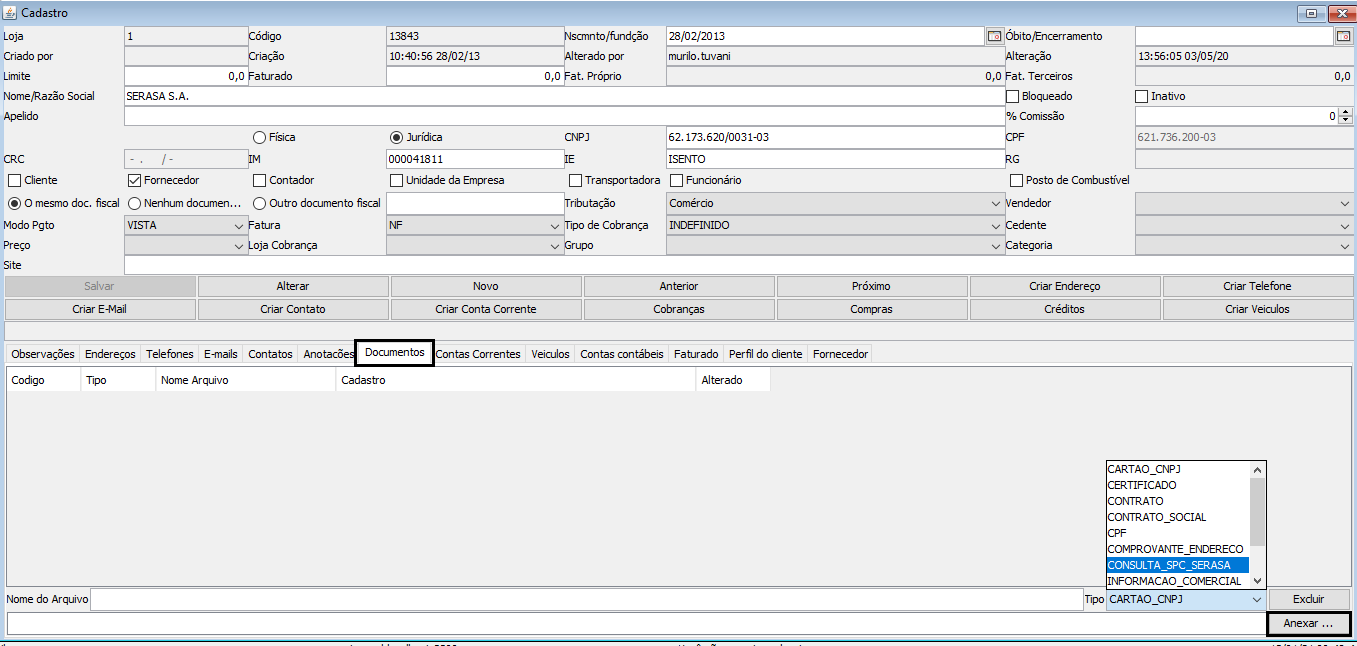 Cadastro
Loja 1 Código 13843 Nscmnto/fundção 28/02/2013 Óbito/Encerramento
Criado por Criação 10:40:56 28/02/13 Alterado por murilo.tuvani Alteração 13:56:05 03/05/20
Limite 0,0 Faturado 0,0 Fat. Próprio 0,0 Fat. Terceiros 0,0
Nome/Razão Social SERASA S.A. Bloqueado Inativo
Apelido % Comissão 0
Física Jurídica CNPJ 62.173.620/0031-03 CPF 621.736.200-03
CRC - . / - IM 000041811 IE ISENTO RG
Cliente Fornecedor Contador Unidade da Empresa Transportadora Funcionário Posto de Combustível
O mesmo doc. fiscal Nenhum documen... Outro documento fiscal Tributação Comércio Vendedor
Modo Pgto VISTA Fatura NF Tipo de Cobrança INDEFINIDO Cedente
Preço Loja Cobrança Grupo Categoria
Site
Salvar Alterar Novo Anterior Próximo Criar Endereço Criar Telefone
Criar E-Mail Criar Contato Criar Conta Corrente Cobranças Compras Créditos Criar Veiculos
Observações Endereços Telefones E-mails Contatos Anotacões Documentos Contas Correntes Veiculos Contas contábeis Faturado Perfil do cliente Fornecedor
Codigo Tipo Nome Arquivo Cadastro Alterado
CARTAO_CNPJ
CERTIFICADO
CONTRATO
CONTRATO_SOCIAL
CPF
COMPROVANTE_ENDERECO
CONSULTA_SPC_SERASA
INFORMACAO_COMERCIAL
Nome do Arquivo Tipo CARTAO_CNPJ Excluir
Anexar ...